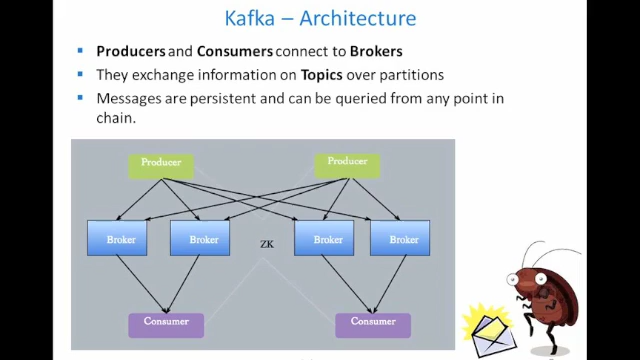 Kafka – Architecture
Producers and Consumers connect to Brokers
They exchange information on Topics over partitions
Messages are persistent and can be queried from any point in
chain.
Producer
Producer
Broker
Broker
ZK
Broker
Broker
Consumer
Consumer